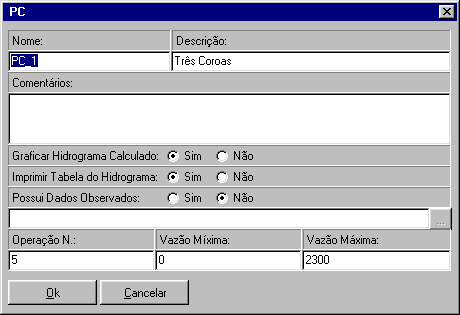 PC
Nome: Descrição:
PC_1 Três Coroas
Comentários:
Graficar Hidrograma Calculado: Sim Não
Imprimir Tabela do Hidrograma: Sim Não
Possui Dados Observados: Sim Não
...
Operação N.: Vazão Míxima: Vazão Máxima:
5 0 2300
Ok Cancelar